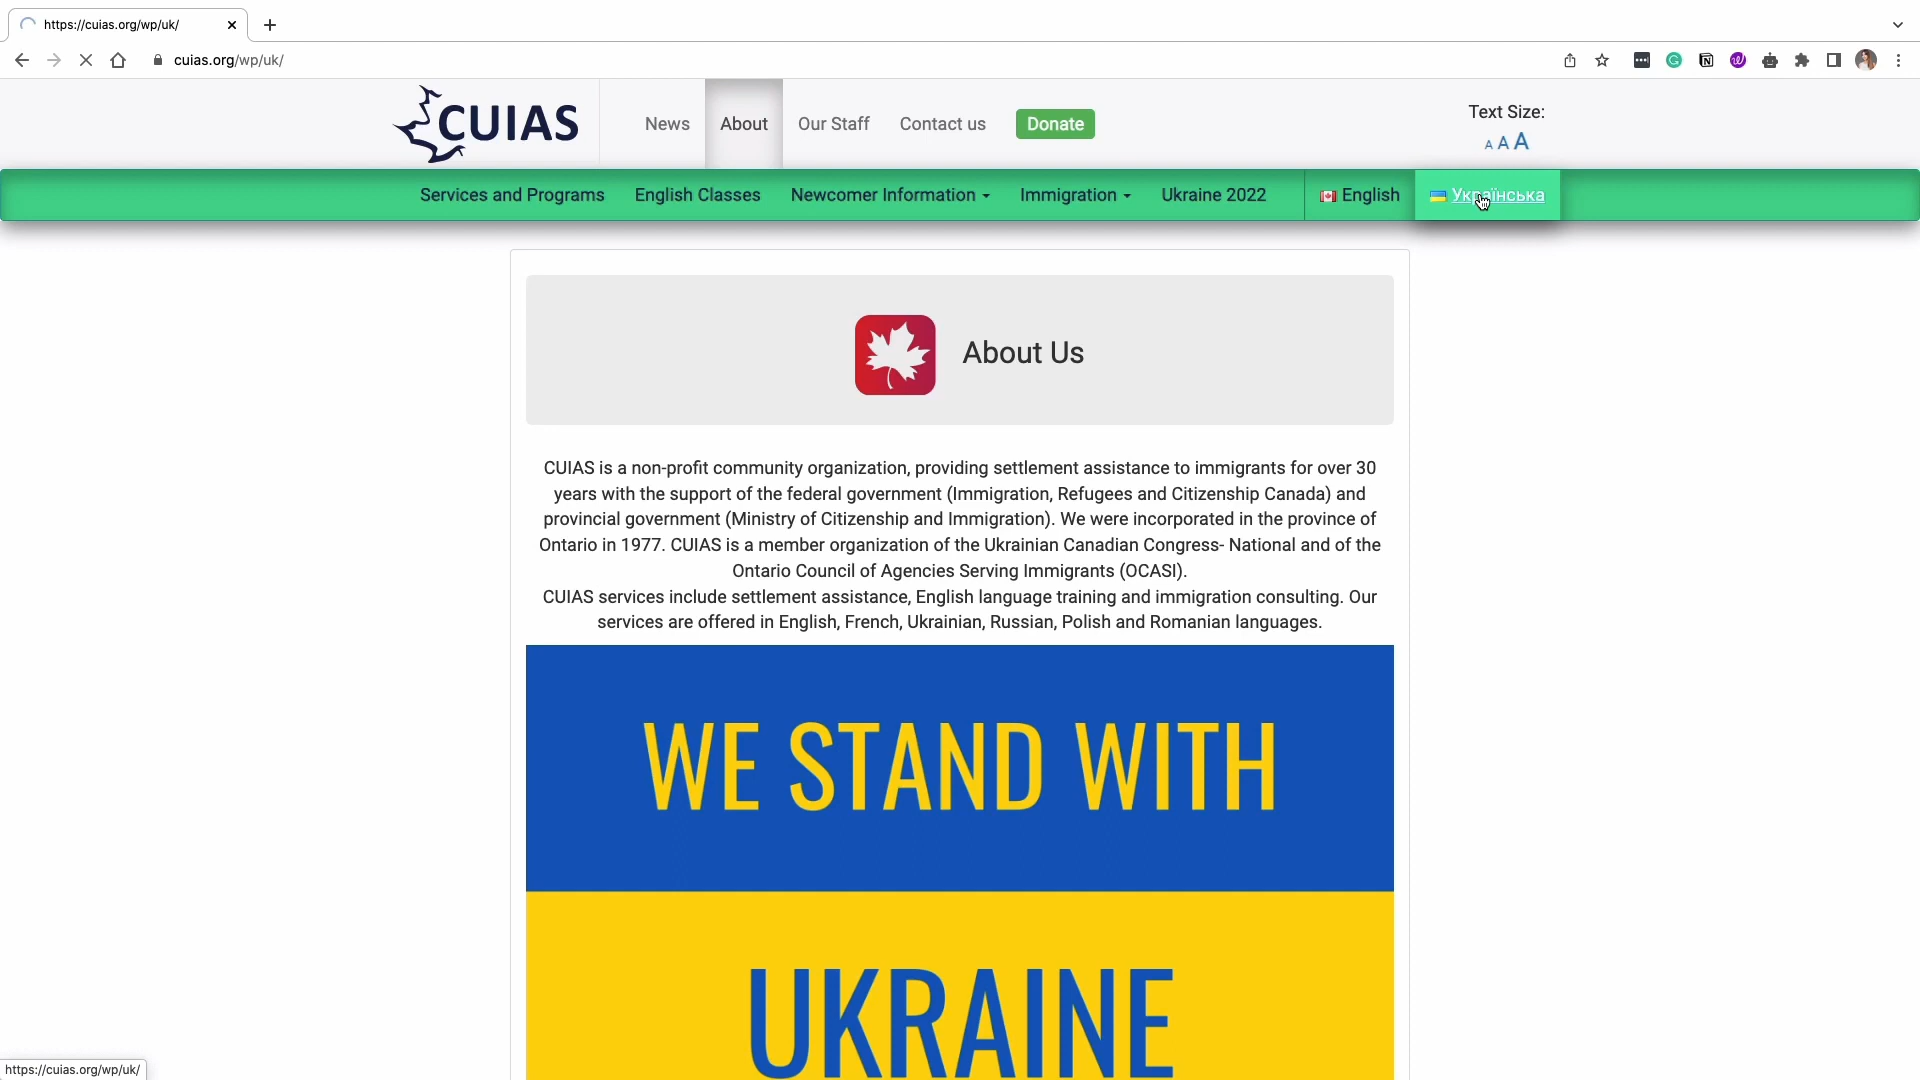 https://cuias.org/wp/uk/
cuias.org/wp/uk/
CUIAS
News
About
Our Staff
Contact us
Donate
Text Size:
A A A
Services and Programs
English Classes
Newcomer Information
Immigration
Ukraine 2022
English
Українська
About Us
CUIAS is a non-profit community organization, providing settlement assistance to immigrants for over 30
years with the support of the federal government (Immigration, Refugees and Citizenship Canada) and
provincial government (Ministry of Citizenship and Immigration). We were incorporated in the province of
Ontario in 1977. CUIAS is a member organization of the Ukrainian Canadian Congress- National and of the
Ontario Council of Agencies Serving Immigrants (OCASI).
CUIAS services include settlement assistance, English language training and immigration consulting. Our
services are offered in English, French, Ukrainian, Russian, Polish and Romanian languages.
WE STAND WITH
UKRAINE
https://cuias.org/wp/uk/